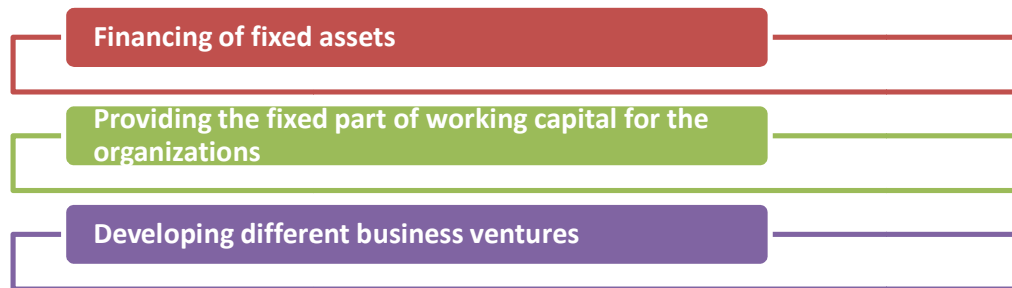 Financing of fixed assets
Providing the fixed part of working capital for the
organizations
Developing different business ventures